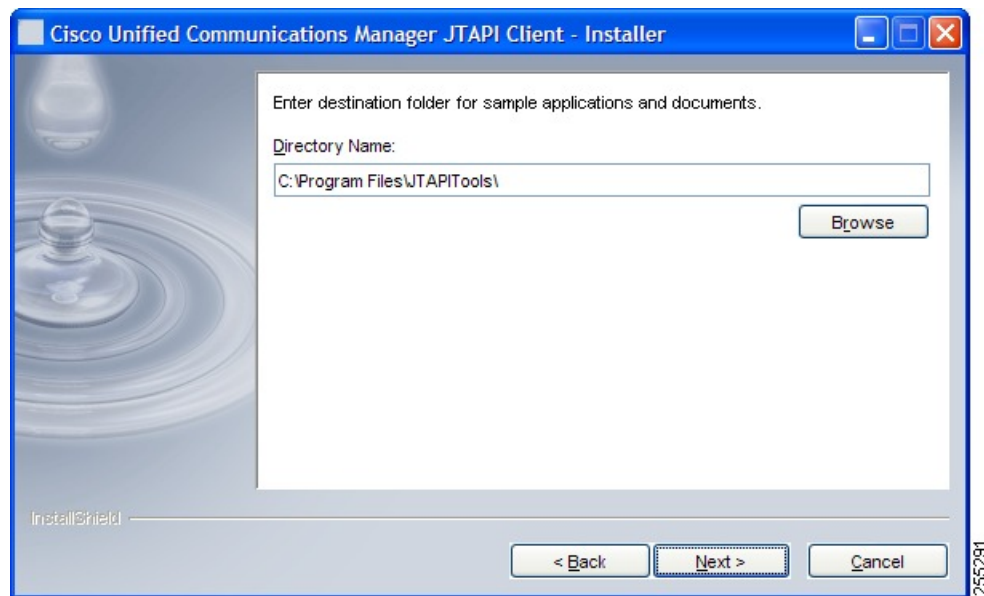 Cisco Unified Communications Manager JTAPI Client - Installer
Enter destination folder for sample applications and documents.
Directory Name:
C:\Program Files\JTAPITools\
Browse
InstallShield
< Back
Next >
Cancel
255291